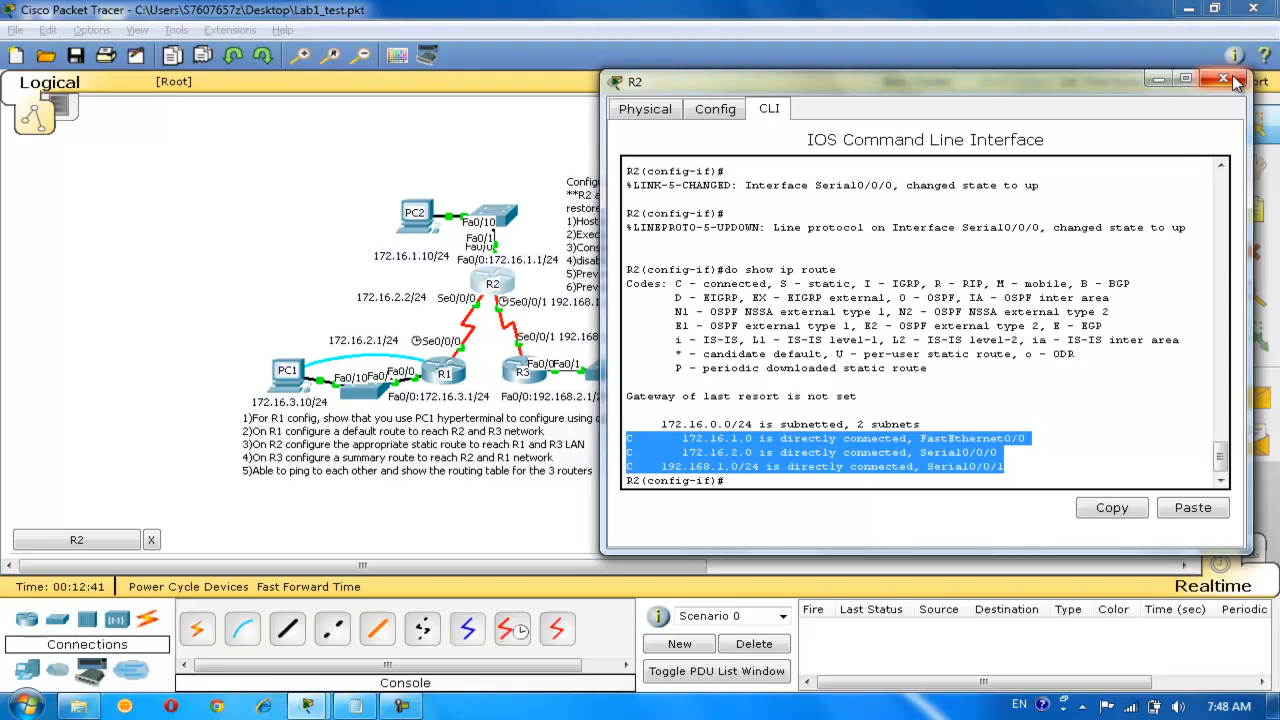 Cisco Packet Tracer - C:\Users\S7607657z\Desktop\Lab1_test.pkt
File Edit Options View Tools Extensions Help
Logical
[Root]
R2
Physical Config CLI
IOS Command Line Interface
R2(config-if)#
%LINK-5-CHANGED: Interface Serial0/0/0, changed state to up
R2(config-if)#
%LINEPROTO-5-UPDOWN: Line protocol on Interface Serial0/0/0, changed state to up
R2(config-if)#do show ip route
Codes: C - connected, S - static, I - IGRP, R - RIP, M - mobile, B - BGP
D - EIGRP, EX - EIGRP external, O - OSPF, IA - OSPF inter area
N1 - OSPF NSSA external type 1, N2 - OSPF NSSA external type 2
E1 - OSPF external type 1, E2 - OSPF external type 2, E - EGP
i - IS-IS, L1 - IS-IS level-1, L2 - IS-IS level-2, ia - IS-IS inter area
* - candidate default, U - per-user static route, o - ODR
P - periodic downloaded static route
Gateway of last resort is not set
172.16.0.0/24 is subnetted, 2 subnets
C 172.16.1.0 is directly connected, FastEthernet0/0
C 172.16.2.0 is directly connected, Serial0/0/0
C 192.168.1.0/24 is directly connected, Serial0/0/1
R2(config-if)#
Copy Paste
Configu
**R2 a
restore
1)Host
2)Exec
3)Cons
4)disab
5)Prev
6)Prev
PC2
Fa0/10
Fa0/1
172.16.1.10/24
Fa0/0:172.16.1.1/24
R2
172.16.2.2/24
Se0/0/0
Se0/0/1 192.168.1
172.16.2.1/24
Se0/0/0
Se0/0/1 192.168
PC1
Fa0/10
Fa0/1
Fa0/0
R1
R3
Fa0/0
Fa0/1
172.16.3.10/24
Fa0/0:172.16.3.1/24
Fa0/0:192.168.2.1/2
1)For R1 config, show that you use PC1 hyperterminal to configure using c
2)On R1 configure a default route to reach R2 and R3 network
3)On R2 configure the appropriate static route to reach R1 and R3 LAN
4)On R3 configure a summary route to reach R1 and R2 network
5)Able to ping to each other and show the routing table for the 3 routers
R2 X
Time: 00:12:41 Power Cycle Devices Fast Forward Time
Realtime
Connections
Console
Scenario 0
New Delete
Toggle PDU List Window
Fire Last Status Source Destination Type Color Time (sec) Periodic
EN
7:48 AM